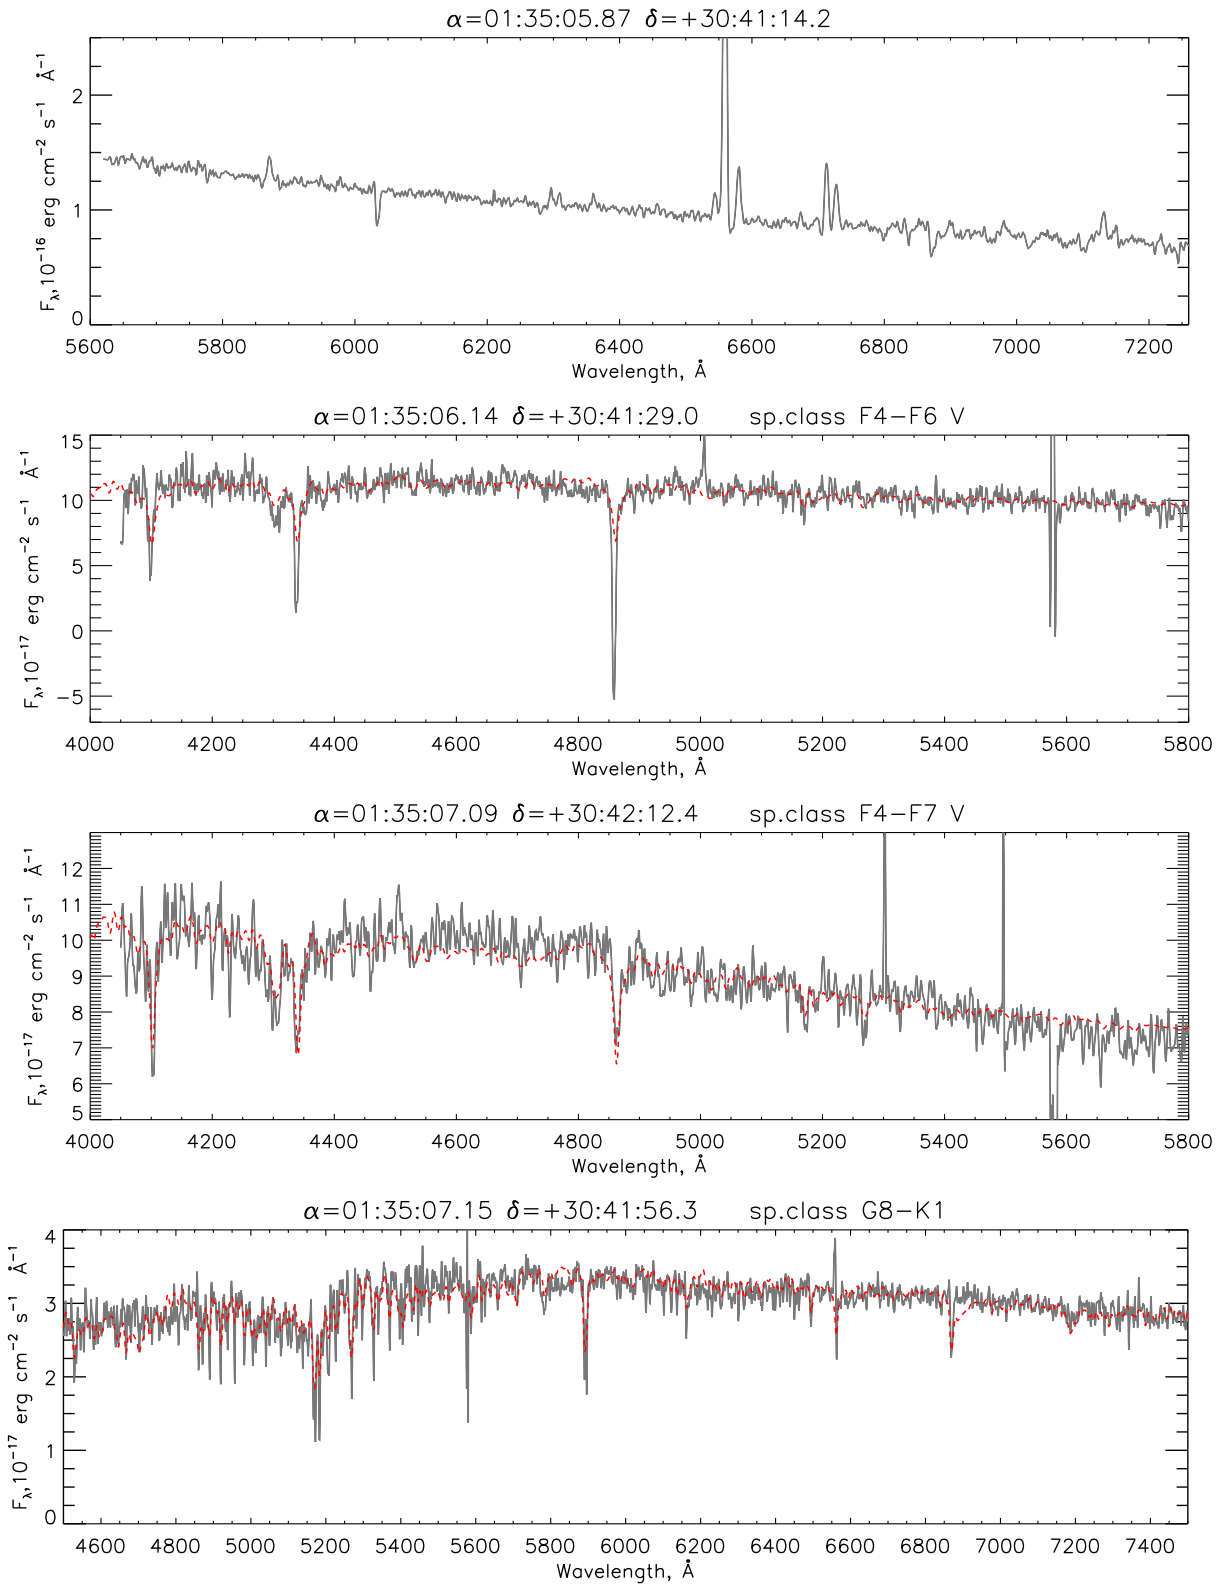 α=01:35:05.87 δ=+30:41:14.2
F_λ,10⁻¹⁶ erg cm⁻² s⁻¹ Å⁻¹
2
1
0
5600 5800 6000 6200 6400 6600 6800 7000 7200
Wavelength, Å
α=01:35:06.14 δ=+30:41:29.0 sp.class F4−F6 V
F_λ,10⁻¹⁷ erg cm⁻² s⁻¹ Å⁻¹
15
10
5
0
−5
4000 4200 4400 4600 4800 5000 5200 5400 5600 5800
Wavelength, Å
α=01:35:07.09 δ=+30:42:12.4 sp.class F4−F7 V
F_λ,10⁻¹⁷ erg cm⁻² s⁻¹ Å⁻¹
12
11
10
9
8
7
6
5
4000 4200 4400 4600 4800 5000 5200 5400 5600 5800
Wavelength, Å
α=01:35:07.15 δ=+30:41:56.3 sp.class G8−K1
F_λ,10⁻¹⁷ erg cm⁻² s⁻¹ Å⁻¹
4
3
2
1
0
4600 4800 5000 5200 5400 5600 5800 6000 6200 6400 6600 6800 7000 7200 7400
Wavelength, Å